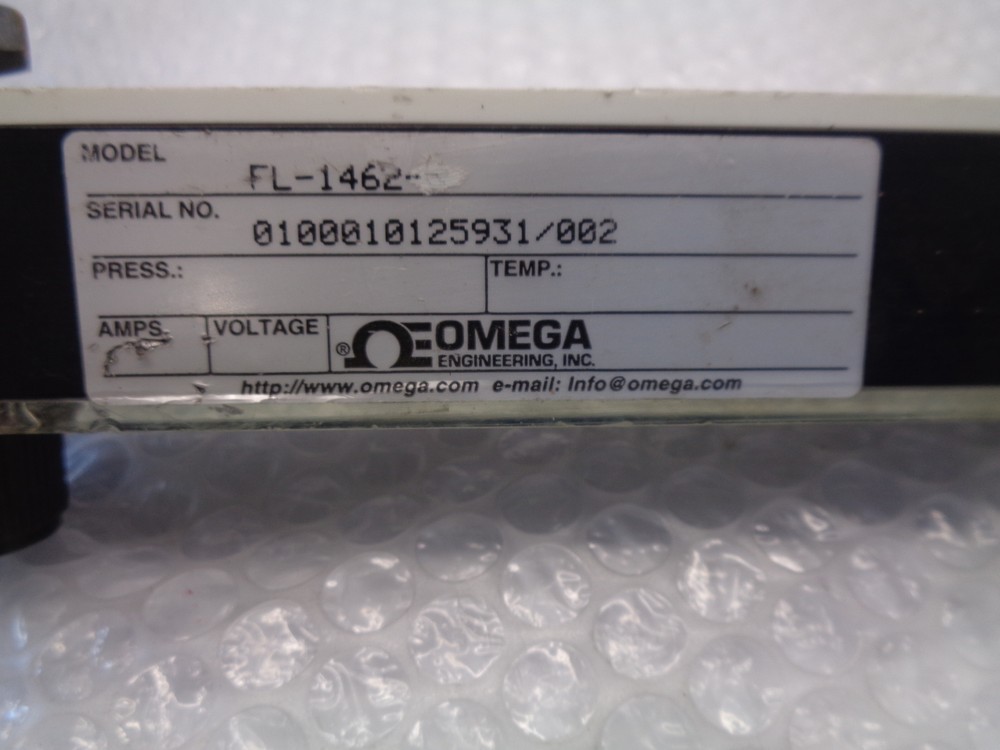 MODEL
FL-1462-
SERIAL NO.
0100010125931/002
PRESS.:
TEMP.:
AMPS.
VOLTAGE
® OMEGA
ENGINEERING, INC.
http://www.omega.com e-mail: Info@omega.com